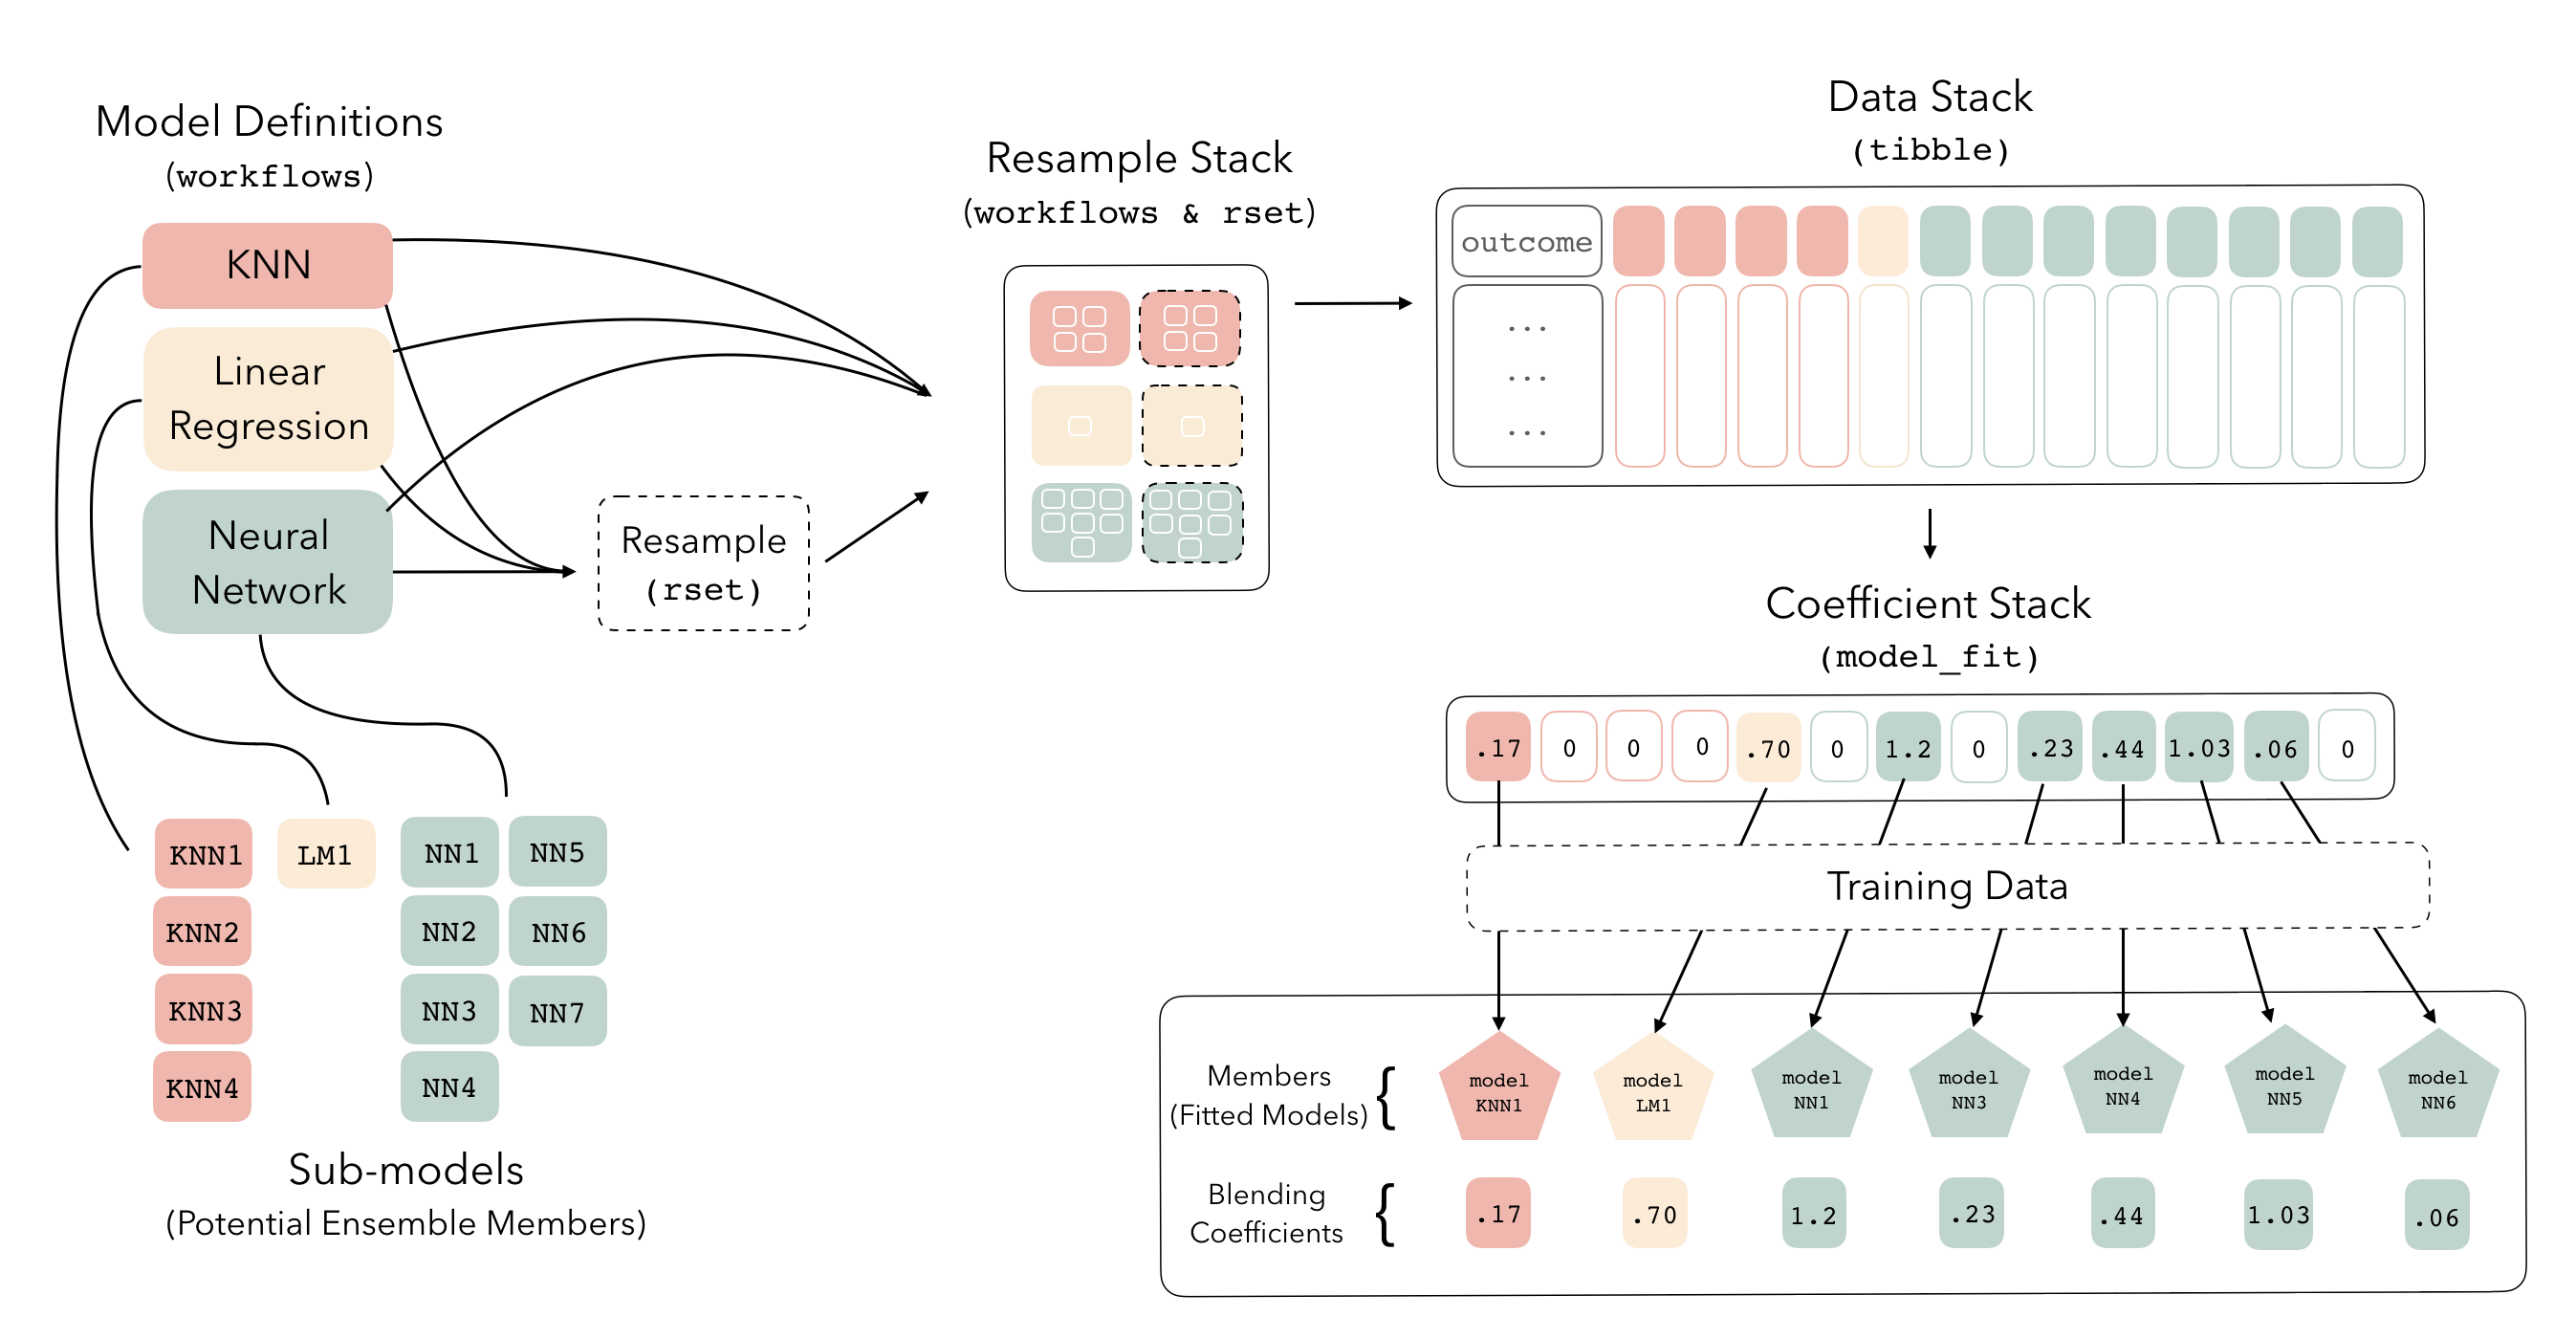 Model Definitions
(workflows)
KNN
Linear
Regression
Neural
Network
Resample
(rset)
KNN1
KNN2
KNN3
KNN4
LM1
NN1
NN2
NN3
NN4
NN5
NN6
NN7
Sub-models
(Potential Ensemble Members)
Resample Stack
(workflows & rset)
Data Stack
(tibble)
outcome
...
...
...
Coefficient Stack
(model_fit)
.17 0 0 0 .70 0 1.2 0 .23 .44 1.03 .06 0
Training Data
Members
(Fitted Models)
{
model
KNN1
model
LM1
model
NN1
model
NN3
model
NN4
model
NN5
model
NN6
Blending
Coefficients
{
.17 .70 1.2 .23 .44 1.03 .06